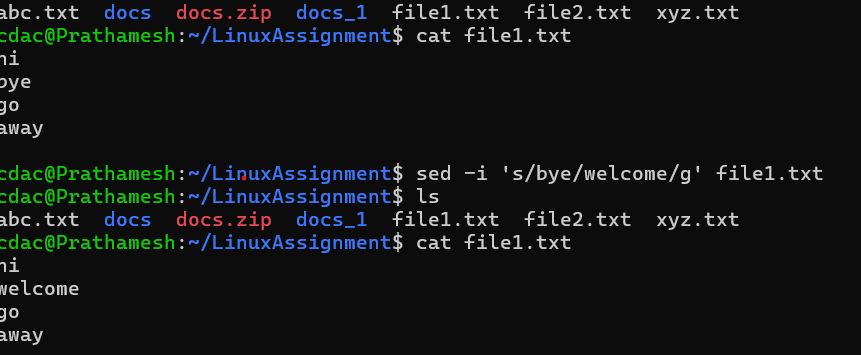 abc.txt  docs  docs.zip  docs_1  file1.txt  file2.txt  xyz.txt
cdac@Prathamesh:~/LinuxAssignment$ cat file1.txt
hi
bye
go
away
cdac@Prathamesh:~/LinuxAssignment$ sed -i 's/bye/welcome/g' file1.txt
cdac@Prathamesh:~/LinuxAssignment$ ls
abc.txt  docs  docs.zip  docs_1  file1.txt  file2.txt  xyz.txt
cdac@Prathamesh:~/LinuxAssignment$ cat file1.txt
hi
welcome
go
away